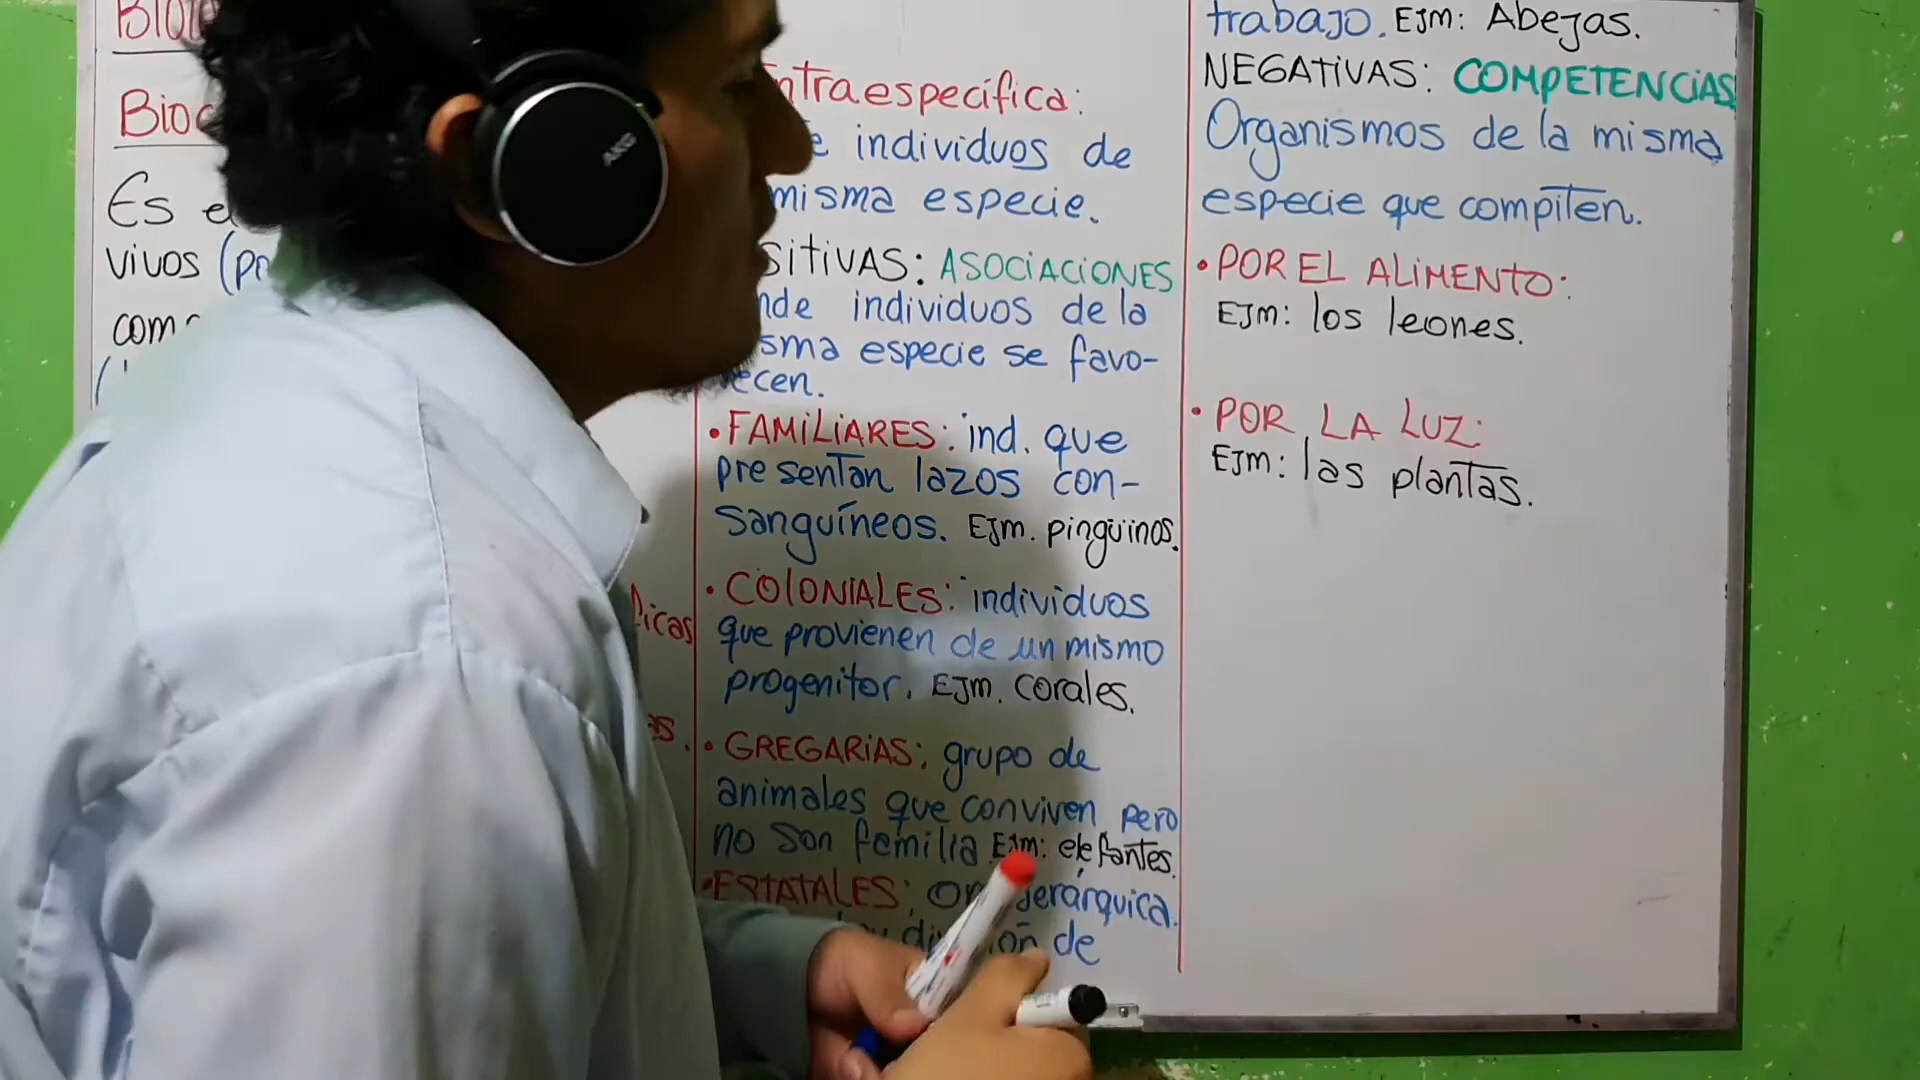 Es
vivos
AKG
ntraespecífica:
individuos de
misma especie.
SITIVAS: ASOCIACIONES
nde individuos de la
sma especie se favo-
ecen.
• FAMILIARES: ind. que
presentan lazos con-
sanguíneos. EJm. pingüinos.
• COLONIALES: individuos
que provienen de un mismo
progenitor. EJm. corales.
• GREGARIAS: grupo de
animales que conviven pero
no son familia EJm: elefantes.
• ESTATALES: Jerárquica.
de
trabajo. EJm: Abejas.
NEGATIVAS: COMPETENCIAS
Organismos de la misma
especie que compiten.
• POR EL ALIMENTO:
EJm: los leones.
• POR LA LUZ:
EJm: las plantas.